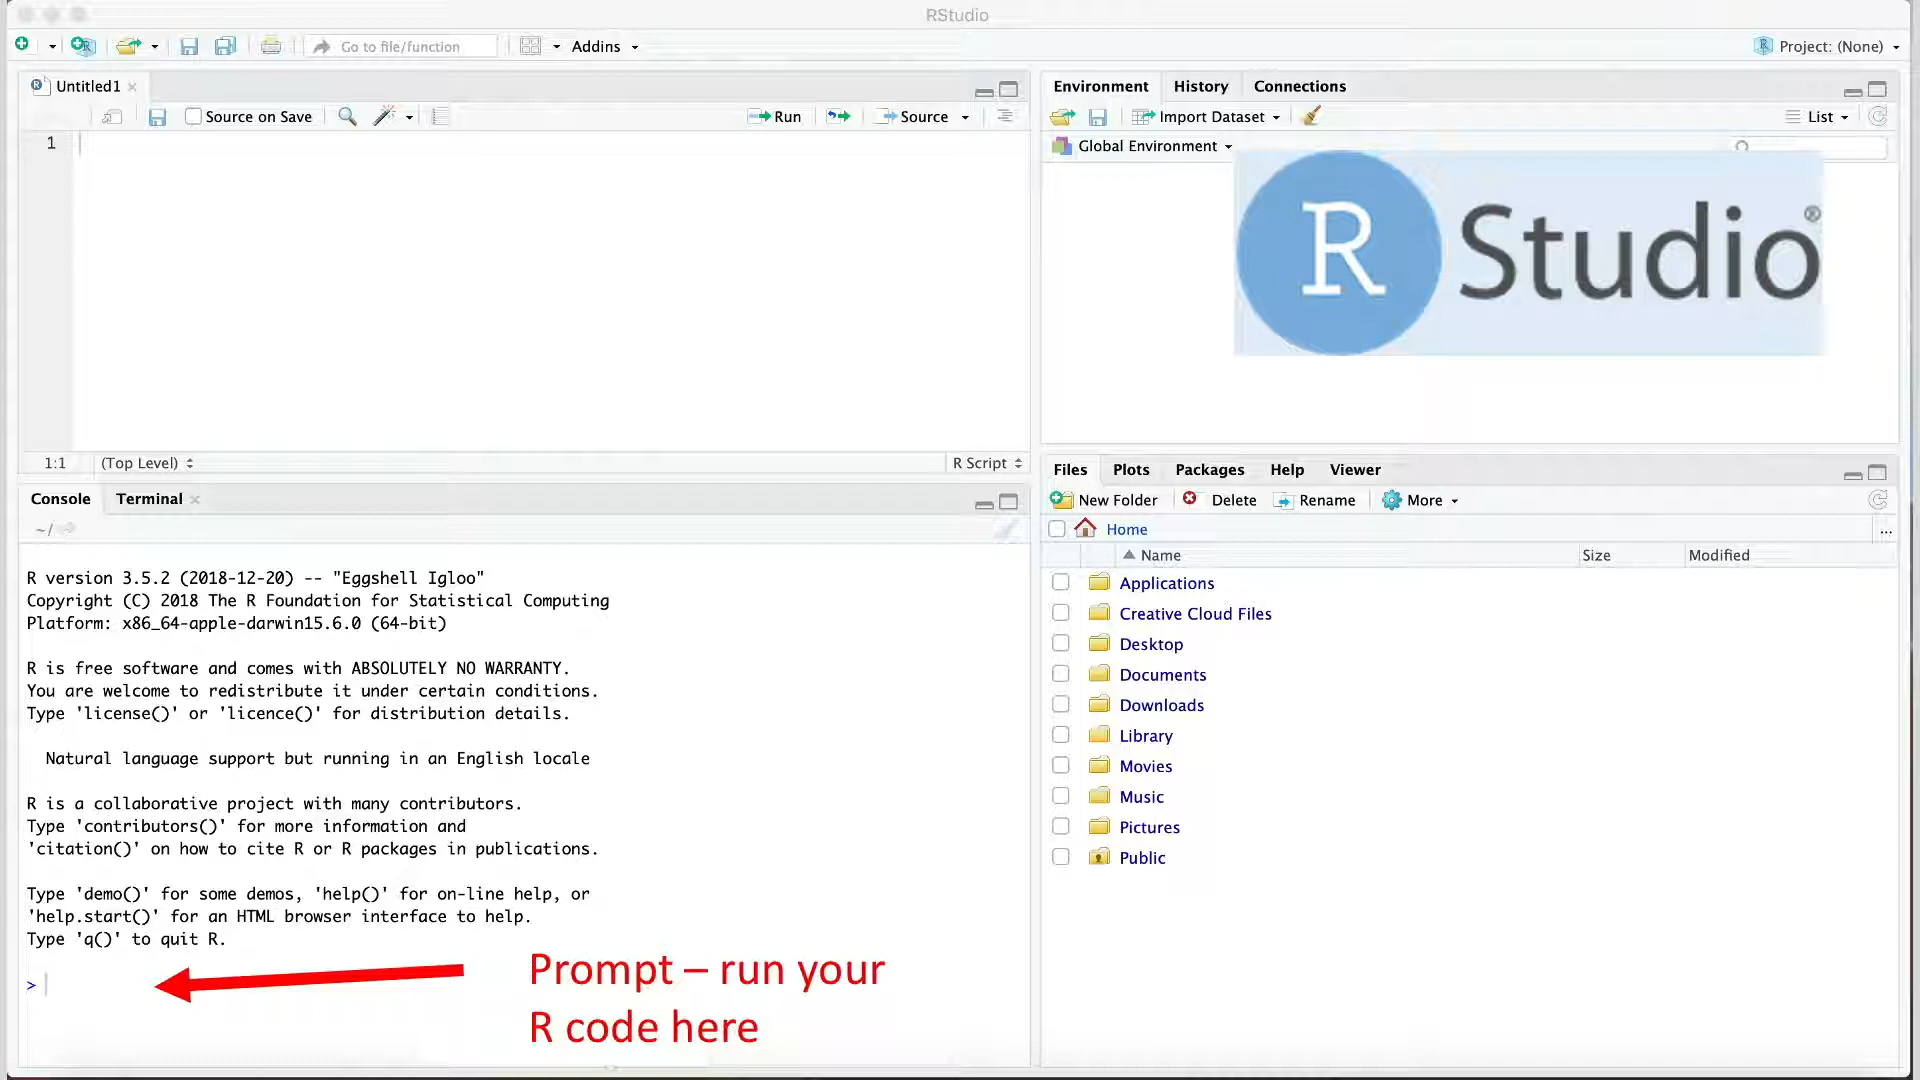 RStudio
Go to file/function
Addins
Project: (None)
Untitled1
Source on Save
Run
Source
1
1:1
(Top Level)
R Script
Console
Terminal
~/
R version 3.5.2 (2018-12-20) -- "Eggshell Igloo"
Copyright (C) 2018 The R Foundation for Statistical Computing
Platform: x86_64-apple-darwin15.6.0 (64-bit)
R is free software and comes with ABSOLUTELY NO WARRANTY.
You are welcome to redistribute it under certain conditions.
Type 'license()' or 'licence()' for distribution details.
Natural language support but running in an English locale
R is a collaborative project with many contributors.
Type 'contributors()' for more information and
'citation()' on how to cite R or R packages in publications.
Type 'demo()' for some demos, 'help()' for on-line help, or
'help.start()' for an HTML browser interface to help.
Type 'q()' to quit R.
>
Prompt – run your
R code here
Environment
History
Connections
Import Dataset
List
Global Environment
R Studio®
Files
Plots
Packages
Help
Viewer
New Folder
Delete
Rename
More
Home
...
Name
Size
Modified
Applications
Creative Cloud Files
Desktop
Documents
Downloads
Library
Movies
Music
Pictures
Public